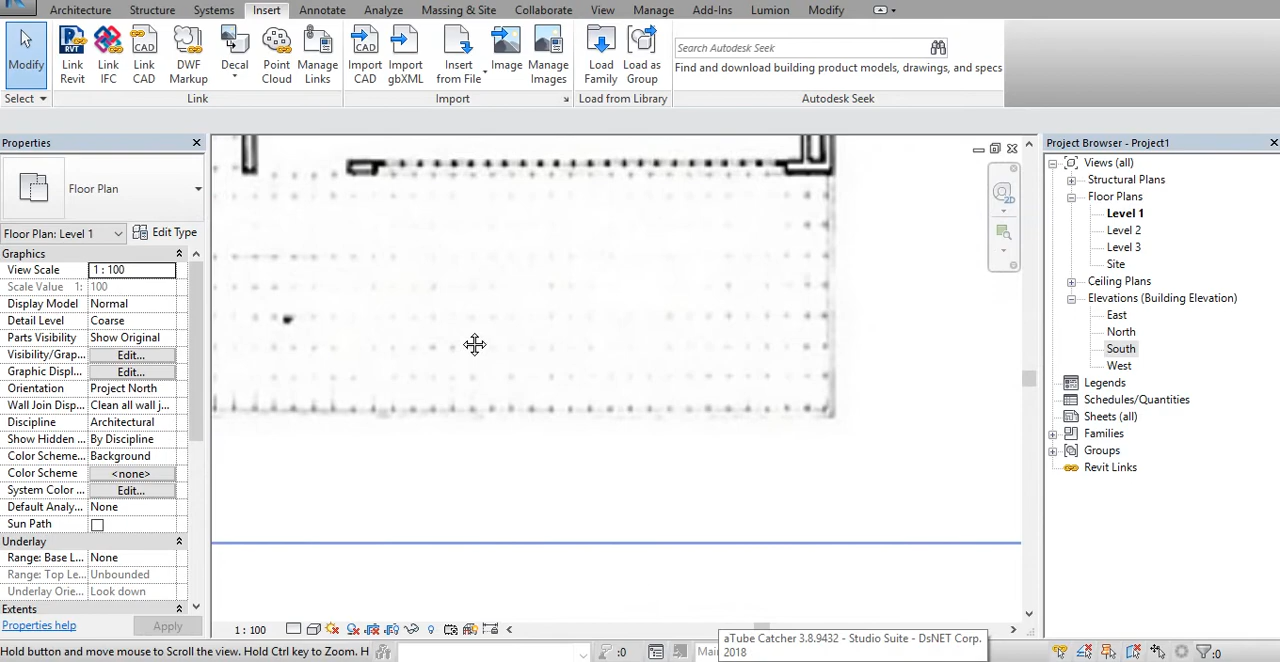 Architecture Structure Systems Insert Annotate Analyze Massing & Site Collaborate View Manage Add-Ins Lumion Modify
Modify
Link Revit
Link IFC
Link CAD
DWF Markup
Decal
Point Cloud
Manage Links
Import CAD
Import gbXML
Insert from File
Image
Manage Images
Load Family
Load as Group
Search Autodesk Seek
Find and download building product models, drawings, and specs
Select
Link
Import
Load from Library
Autodesk Seek
Properties
Floor Plan
Floor Plan: Level 1
Edit Type
Graphics
View Scale 1 : 100
Scale Value 1: 100
Display Model Normal
Detail Level Coarse
Parts Visibility Show Original
Visibility/Grap... Edit...
Graphic Displ... Edit...
Orientation Project North
Wall Join Disp... Clean all wall j...
Discipline Architectural
Show Hidden ... By Discipline
Color Scheme... Background
Color Scheme <none>
System Color ... Edit...
Default Analy... None
Sun Path
Underlay
Range: Base L... None
Range: Top Le... Unbounded
Underlay Orie... Look down
Extents
Properties help
Apply
2D
Project Browser - Project1
Views (all)
Structural Plans
Floor Plans
Level 1
Level 2
Level 3
Site
Ceiling Plans
Elevations (Building Elevation)
East
North
South
West
Legends
Schedules/Quantities
Sheets (all)
Families
Groups
Revit Links
1 : 100
aTube Catcher 3.8.9432 - Studio Suite - DsNET Corp.
2018
Hold button and move mouse to Scroll the view. Hold Ctrl key to Zoom. H
:0
Mai
:0